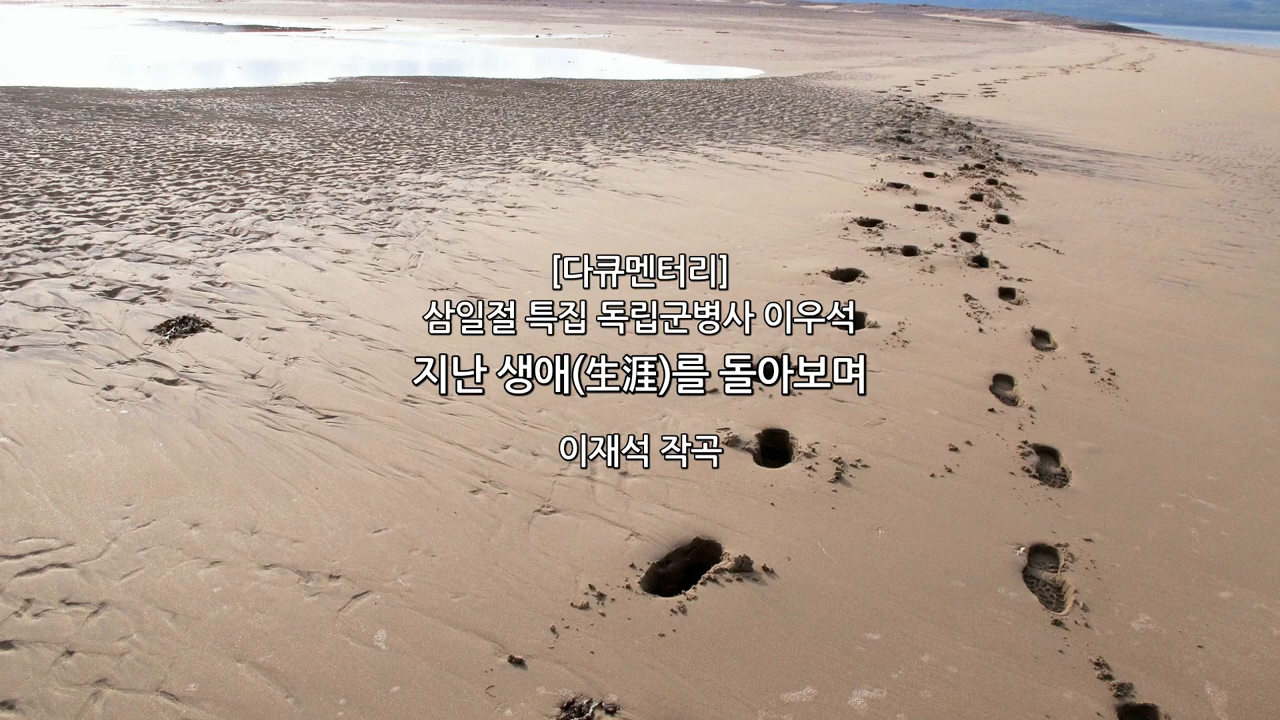 [다큐멘터리]
삼일절 특집 독립군병사 이우석
지난 생애(生涯)를 돌아보며
이재석 작곡